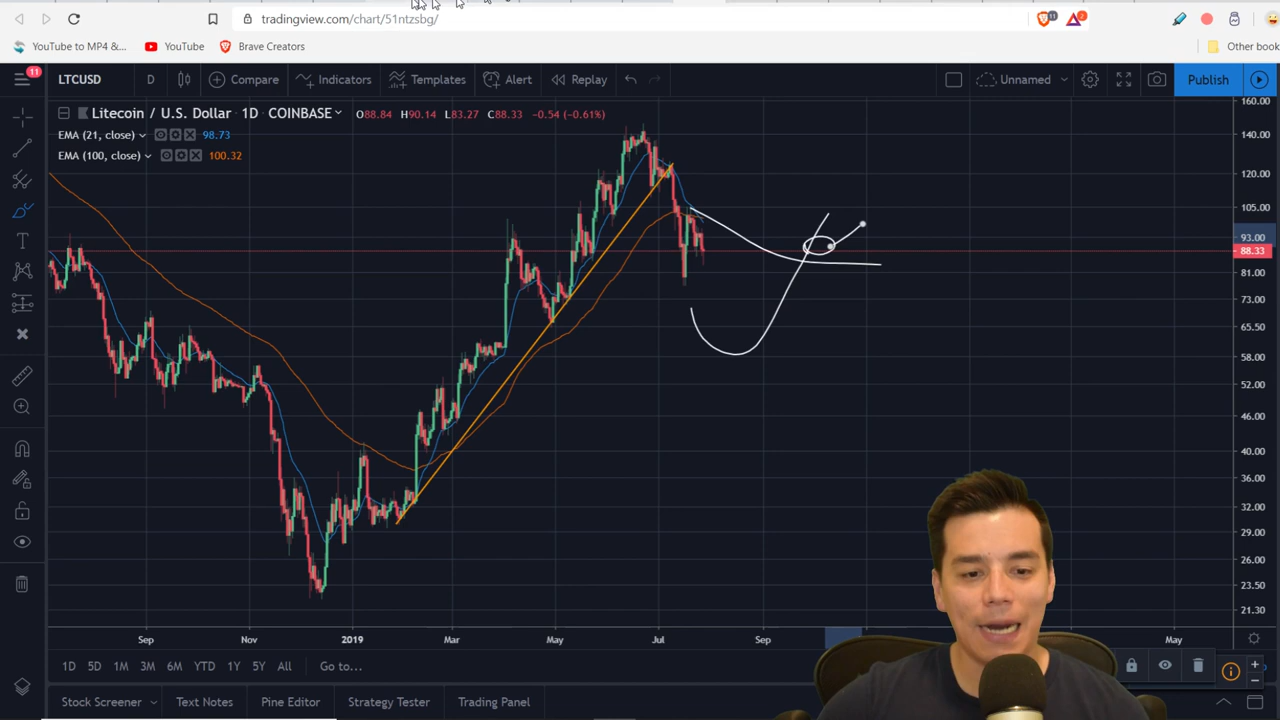 tradingview.com/chart/51ntzsbg/
11
2
YouTube to MP4 &...
YouTube
Brave Creators
Other book
11
LTCUSD
D
Compare
Indicators
Templates
Alert
Replay
Unnamed
Publish
Litecoin / U.S. Dollar 1D COINBASE
O88.84 H90.14 L83.27 C88.33 -0.54 (-0.61%)
EMA (21, close) 98.73
EMA (100, close) 100.32
160.00
140.00
120.00
105.00
93.00
88.33
81.00
73.00
65.50
58.00
52.00
46.00
40.00
36.00
32.00
29.00
26.00
23.50
21.30
Sep
Nov
2019
Mar
May
Jul
Sep
May
1D 5D 1M 3M 6M YTD 1Y 5Y All Go to...
Stock Screener
Text Notes
Pine Editor
Strategy Tester
Trading Panel